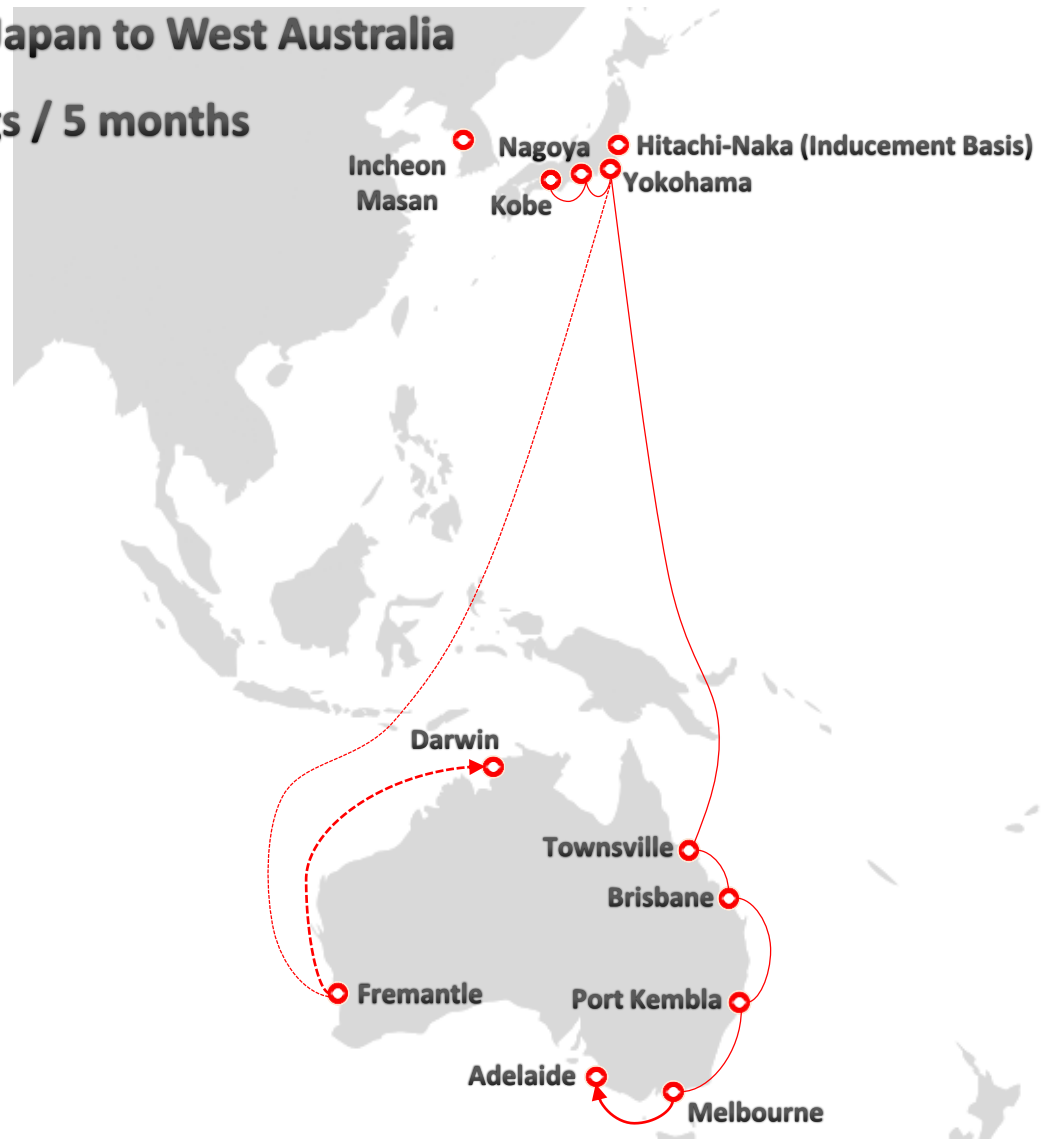 Japan to West Australia
/ 5 months
Nagoya
Hitachi-Naka (Inducement Basis)
Incheon
Masan
Yokohama
Kobe
Darwin
Townsville
Brisbane
Fremantle
Port Kembla
Adelaide
Melbourne